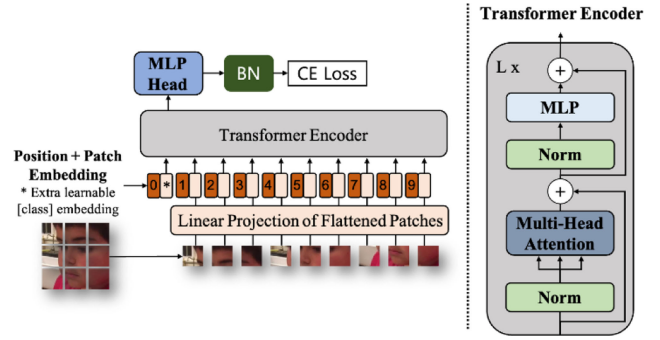 Transformer Encoder
MLP
Head
BN
CE Loss
Transformer Encoder
Position + Patch
Embedding
* Extra learnable
[class] embedding
0 * 1 2 3 4 5 6 7 8 9
Linear Projection of Flattened Patches
L x
+
MLP
Norm
+
Multi-Head
Attention
Norm